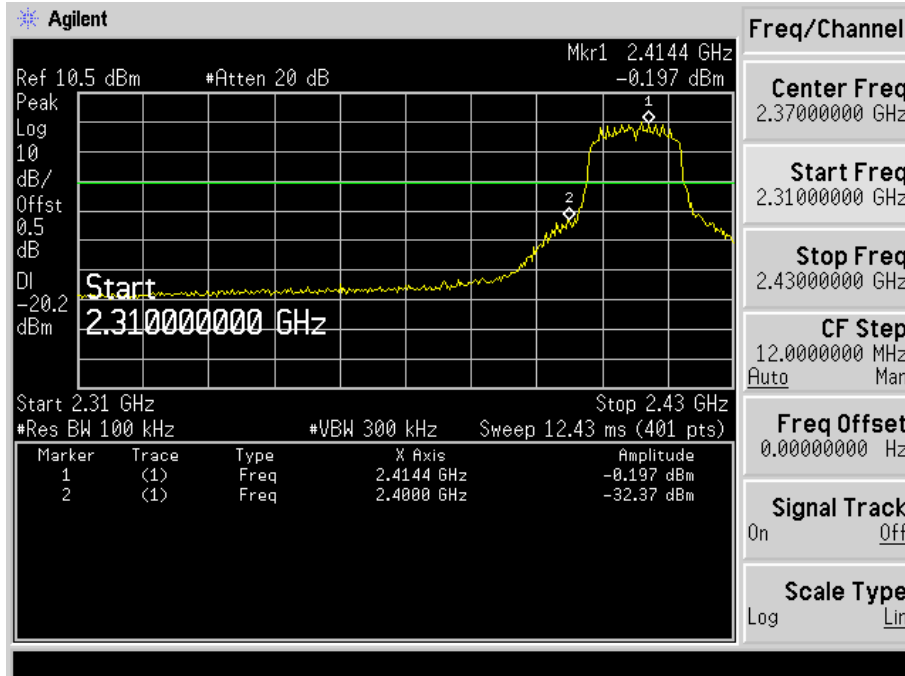 Agilent
Freq/Channel
Mkr1 2.4144 GHz
Ref 10.5 dBm #Atten 20 dB -0.197 dBm
Peak
Log
10
dB/
Offst
0.5
dB
DI
-20.2
dBm
1
2
Start
2.310000000 GHz
Start 2.31 GHz Stop 2.43 GHz
#Res BW 100 kHz #VBW 300 kHz Sweep 12.43 ms (401 pts)
Marker Trace Type X Axis Amplitude
1 (1) Freq 2.4144 GHz -0.197 dBm
2 (1) Freq 2.4000 GHz -32.37 dBm
Center Freq
2.37000000 GHz
Start Freq
2.31000000 GHz
Stop Freq
2.43000000 GHz
CF Step
12.0000000 MHz
Auto Man
Freq Offset
0.00000000 Hz
Signal Track
On Off
Scale Type
Log Lin